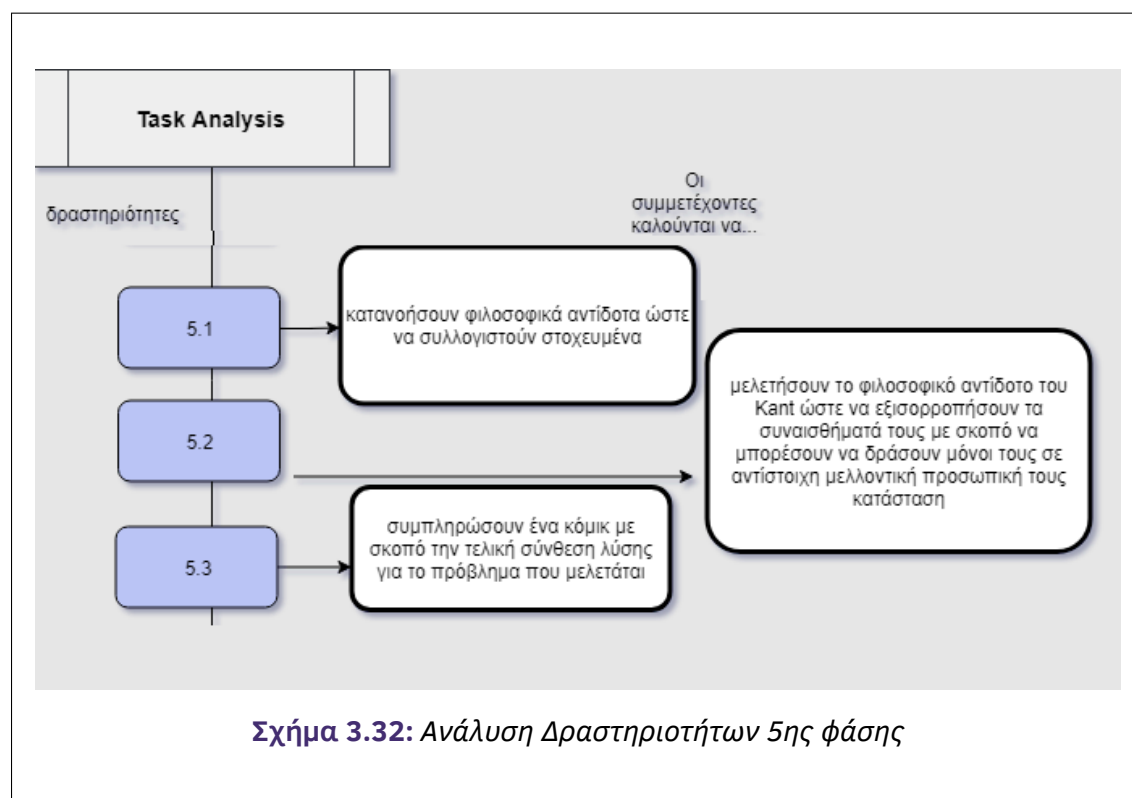 Task Analysis
δραστηριότητες
Οι
συμμετέχοντες
καλούνται να...
5.1
κατανοήσουν φιλοσοφικά αντίδοτα ώστε
να συλλογιστούν στοχευμένα
5.2
μελετήσουν το φιλοσοφικό αντίδοτο του
Kant ώστε να εξισορροπήσουν τα
συναισθήματά τους με σκοπό να
μπορέσουν να δράσουν μόνοι τους σε
αντίστοιχη μελλοντική προσωπική τους
κατάσταση
5.3
συμπληρώσουν ένα κόμικ με
σκοπό την τελική σύνθεση λύσης
για το πρόβλημα που μελετάται
Σχήμα 3.32: Ανάλυση Δραστηριοτήτων 5ης φάσης